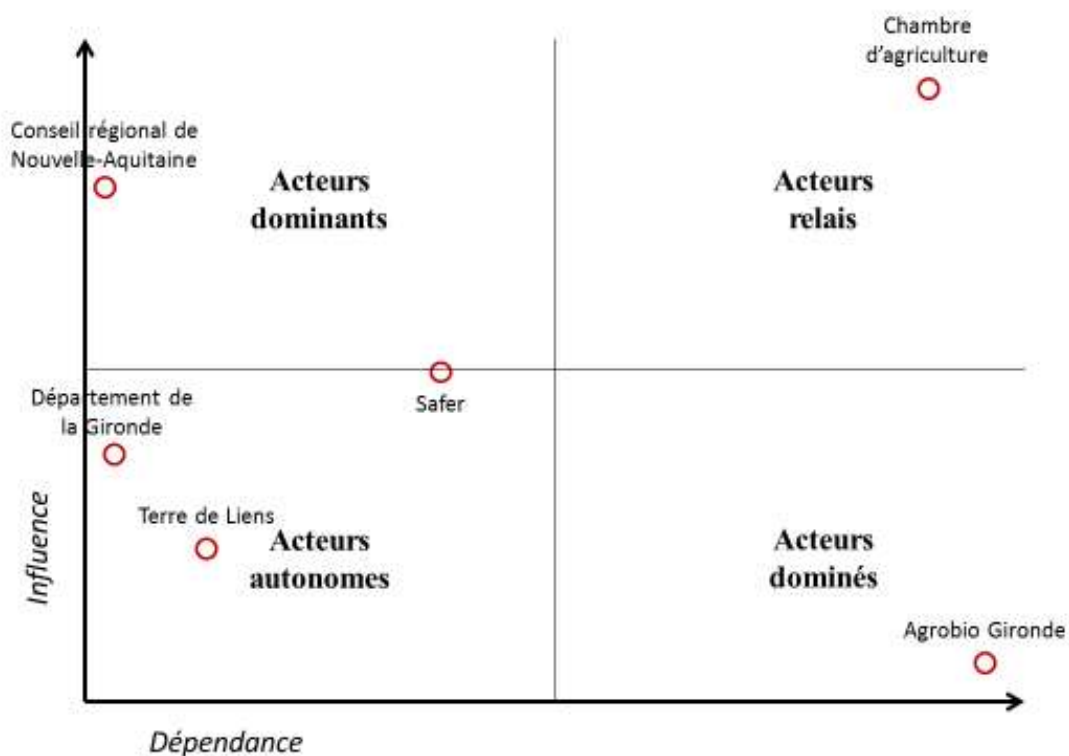 Chambre
d'agriculture
Conseil régional de
Nouvelle-Aquitaine
Acteurs
dominants
Acteurs
relais
Département de
la Gironde
Safer
Terre de Liens
Acteurs
autonomes
Acteurs
dominés
Agrobio Gironde
Influence
Dépendance